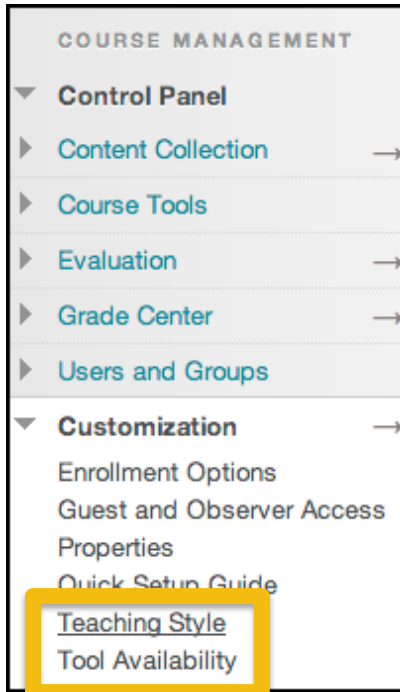 COURSE MANAGEMENT
Control Panel
Content Collection
Course Tools
Evaluation
Grade Center
Users and Groups
Customization
Enrollment Options
Guest and Observer Access
Properties
Quick Setup Guide
Teaching Style
Tool Availability